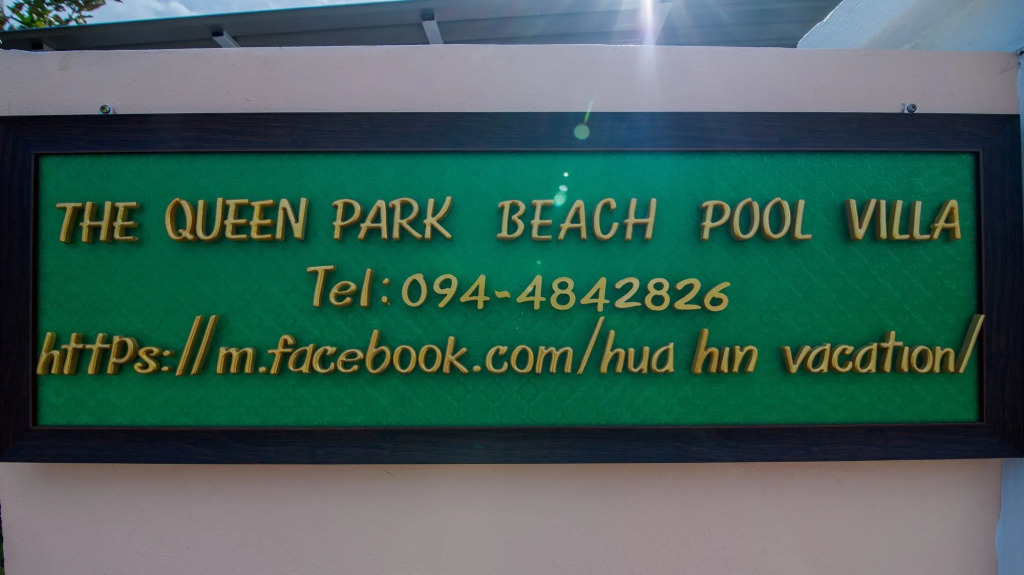 THE QUEEN PARK BEACH POOL VILLA
Tel: 094-4842826
https://m.facebook.com/hua hin vacation/